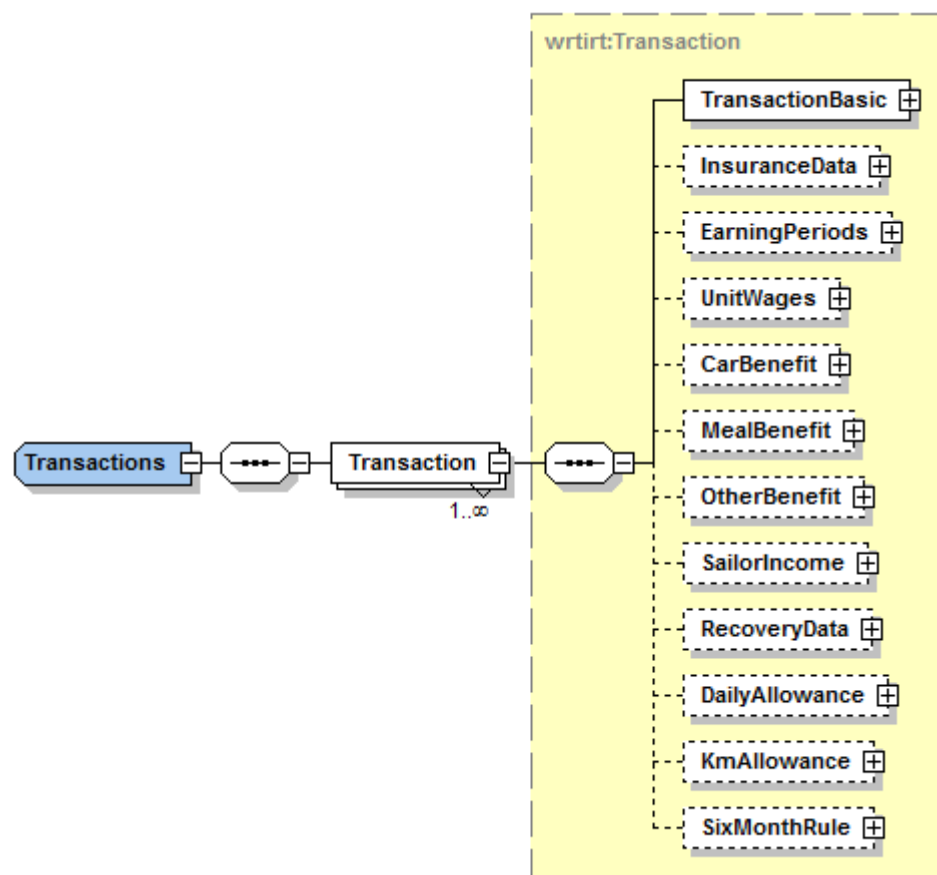 wrtirt:Transaction
TransactionBasic
InsuranceData
EarningPeriods
UnitWages
CarBenefit
MealBenefit
Transactions
Transaction
1..∞
OtherBenefit
SailorIncome
RecoveryData
DailyAllowance
KmAllowance
SixMonthRule